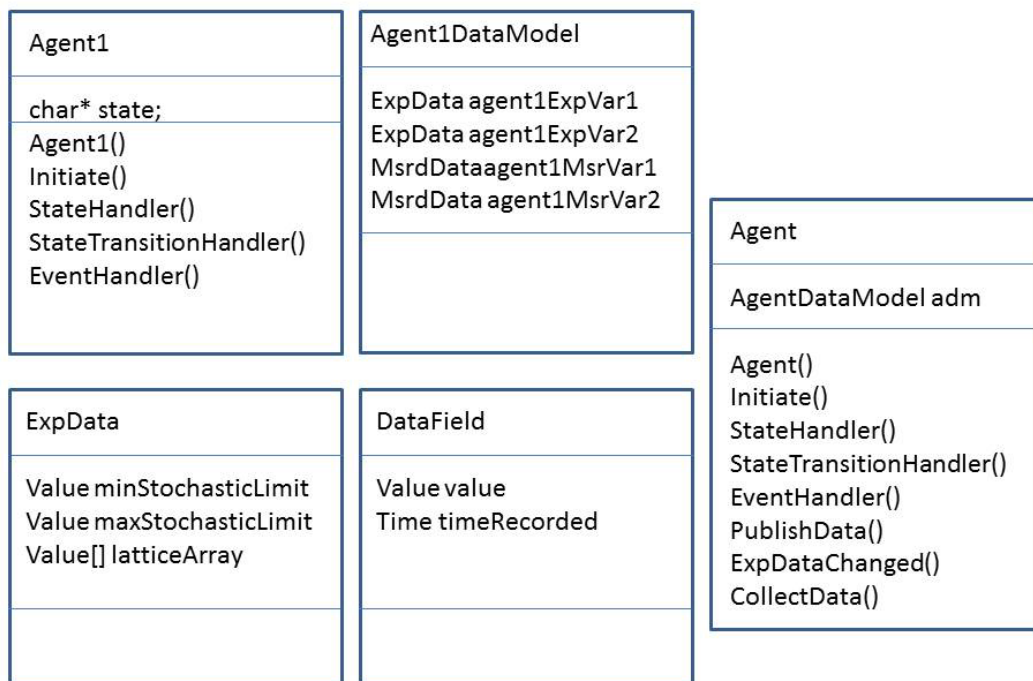 Agent1
char* state;
Agent1()
Initiate()
StateHandler()
StateTransitionHandler()
EventHandler()
Agent1DataModel
ExpData agent1ExpVar1
ExpData agent1ExpVar2
MsrdDataagent1MsrVar1
MsrdData agent1MsrVar2
Agent
AgentDataModel adm
Agent()
Initiate()
StateHandler()
StateTransitionHandler()
EventHandler()
PublishData()
ExpDataChanged()
CollectData()
ExpData
Value minStochasticLimit
Value maxStochasticLimit
Value[] latticeArray
DataField
Value value
Time timeRecorded